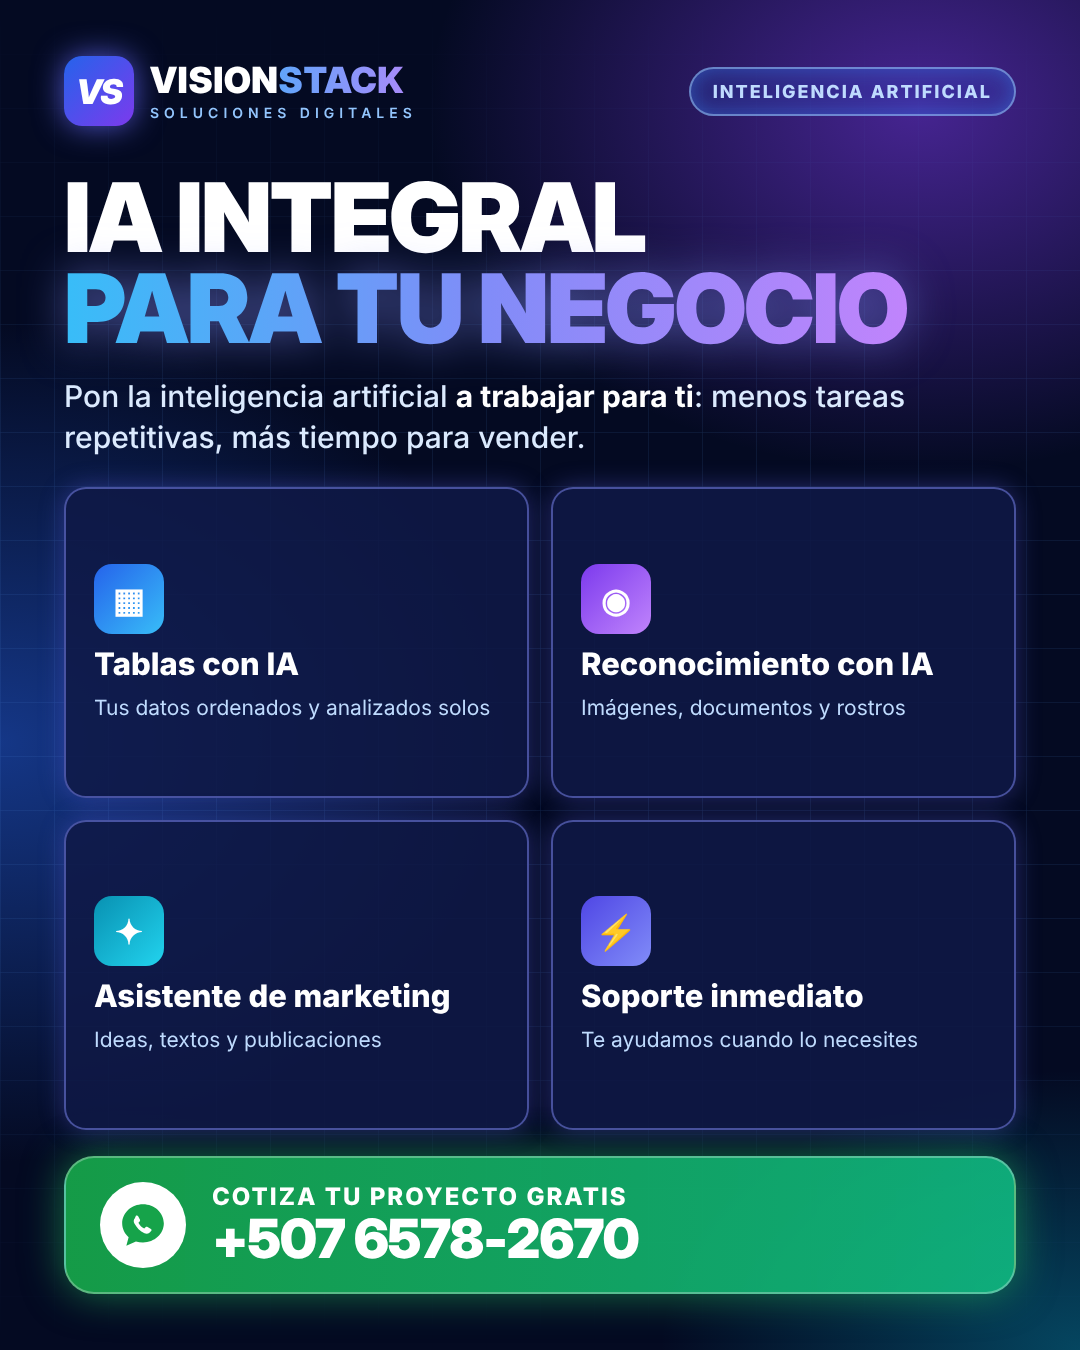 VS
VISIONSTACK
SOLUCIONES DIGITALES
INTELIGENCIA ARTIFICIAL
IA INTEGRAL
PARA TU NEGOCIO
Pon la inteligencia artificial a trabajar para ti: menos tareas
repetitivas, más tiempo para vender.
Tablas con IA
Tus datos ordenados y analizados solos
Reconocimiento con IA
Imágenes, documentos y rostros
Asistente de marketing
Ideas, textos y publicaciones
Soporte inmediato
Te ayudamos cuando lo necesites
COTIZA TU PROYECTO GRATIS
+507 6578-2670